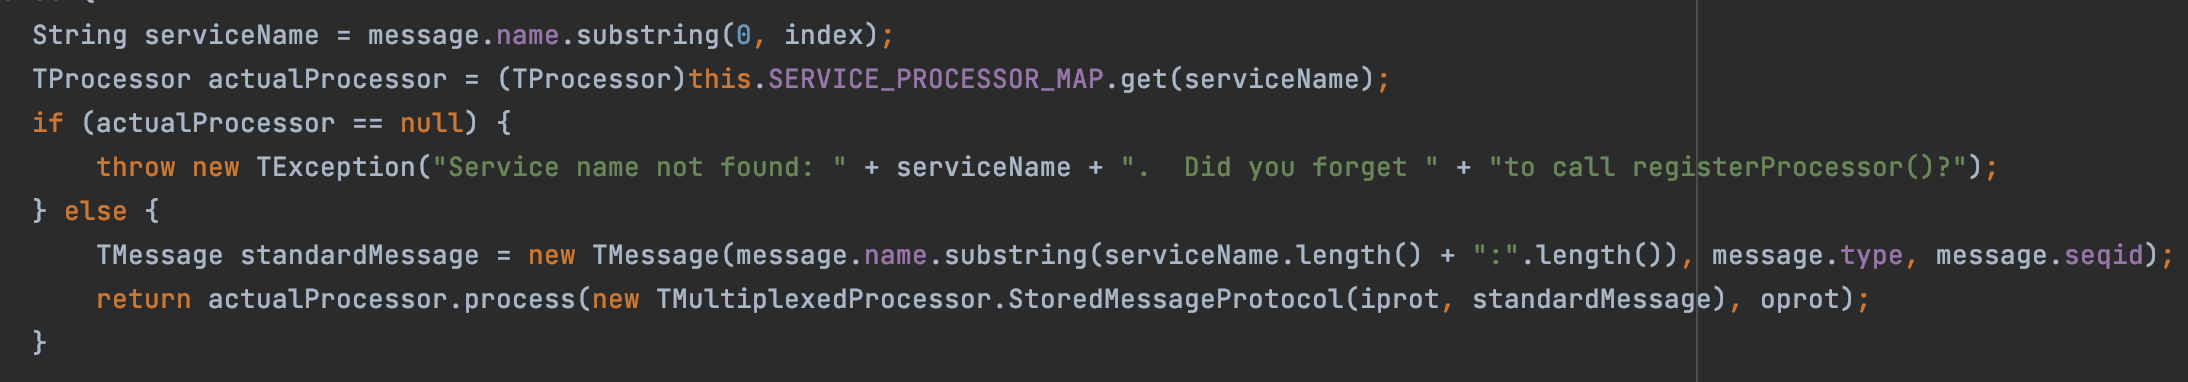 String serviceName = message.name.substring(0, index);
TProcessor actualProcessor = (TProcessor)this.SERVICE_PROCESSOR_MAP.get(serviceName);
if (actualProcessor == null) {
    throw new TException("Service name not found: " + serviceName + ".  Did you forget " + "to call registerProcessor()?");
} else {
    TMessage standardMessage = new TMessage(message.name.substring(serviceName.length() + ":".length()), message.type, message.seqid);
    return actualProcessor.process(new TMultiplexedProcessor.StoredMessageProtocol(iprot, standardMessage), oprot);
}